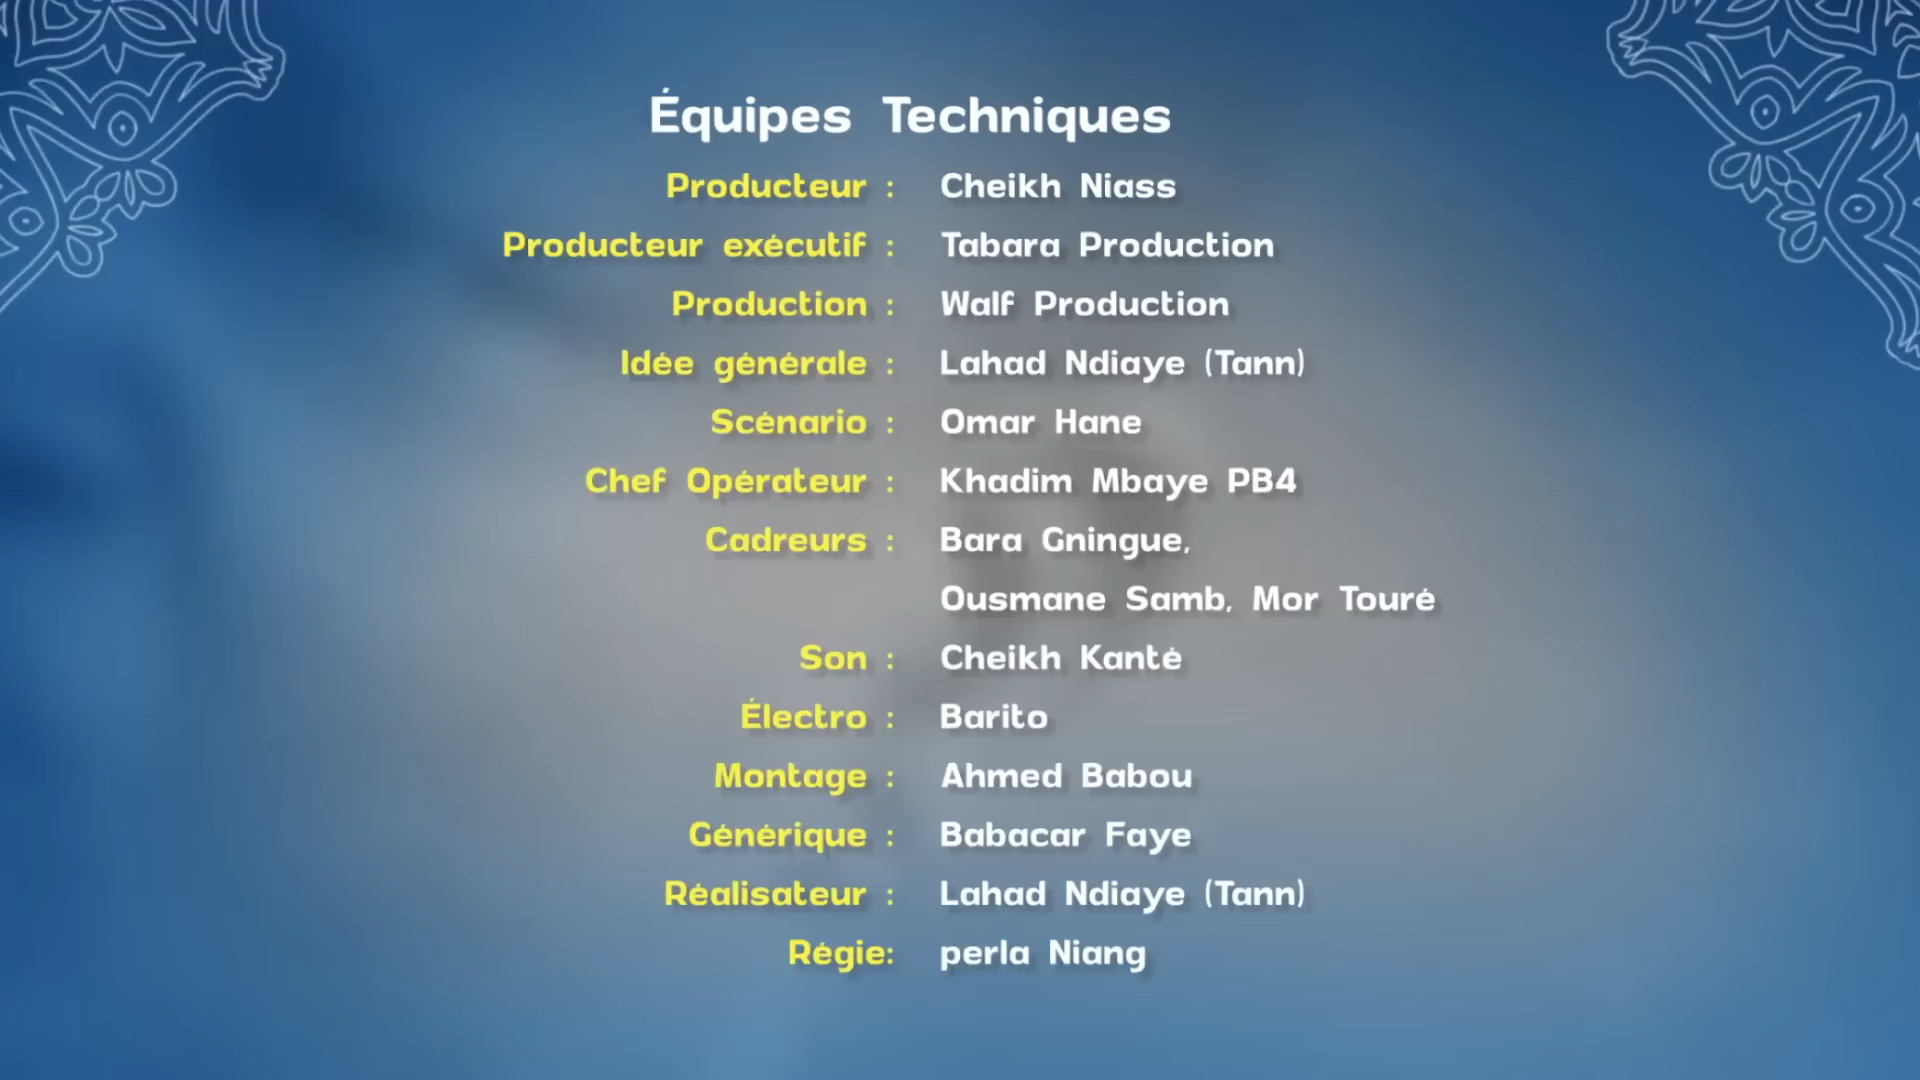 Équipes Techniques
Producteur : Cheikh Niass
Producteur exécutif : Tabara Production
Production : Walf Production
Idée générale : Lahad Ndiaye (Tann)
Scénario : Omar Hane
Chef Opérateur : Khadim Mbaye PB4
Cadreurs : Bara Gningue,
Ousmane Samb, Mor Touré
Son : Cheikh Kanté
Électro : Barito
Montage : Ahmed Babou
Générique : Babacar Faye
Réalisateur : Lahad Ndiaye (Tann)
Régie: perla Niang